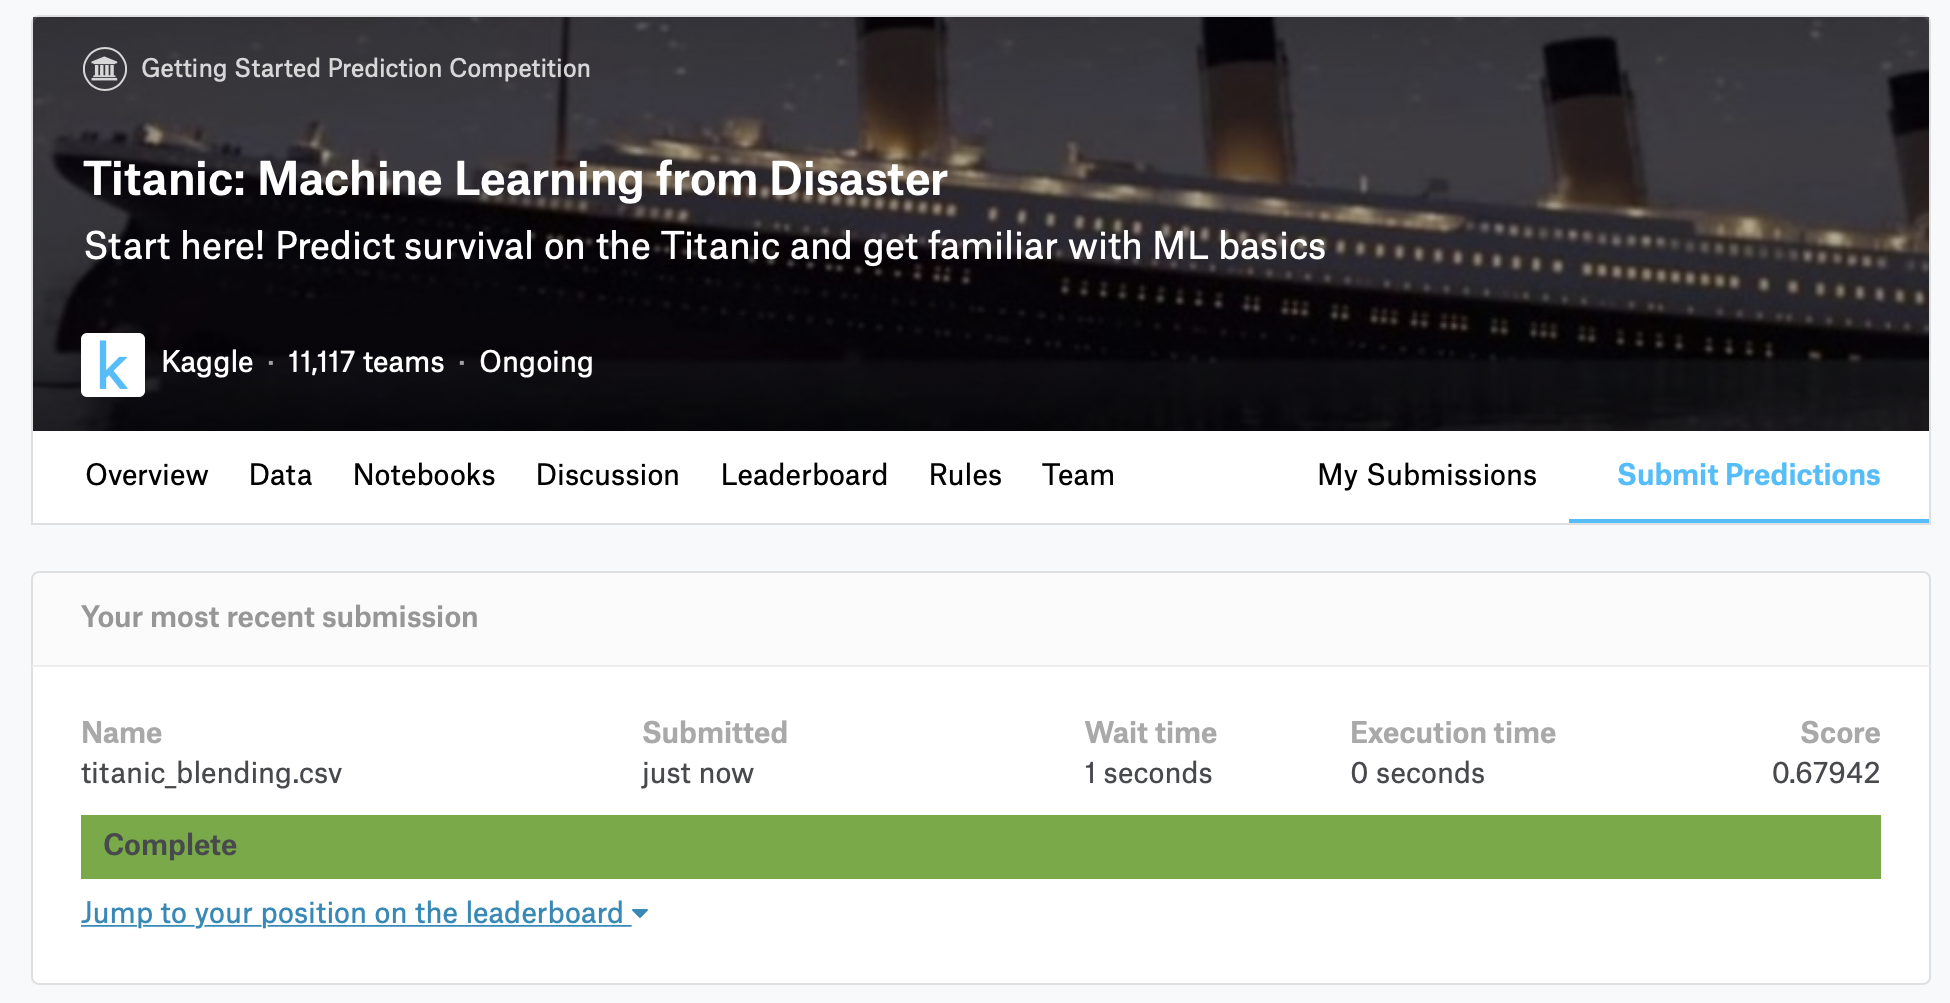 Getting Started Prediction Competition
Titanic: Machine Learning from Disaster
Start here! Predict survival on the Titanic and get familiar with ML basics
k
Kaggle · 11,117 teams · Ongoing
Overview Data Notebooks Discussion Leaderboard Rules Team My Submissions Submit Predictions
Your most recent submission
Name Submitted Wait time Execution time Score
titanic_blending.csv just now 1 seconds 0 seconds 0.67942
Complete
Jump to your position on the leaderboard